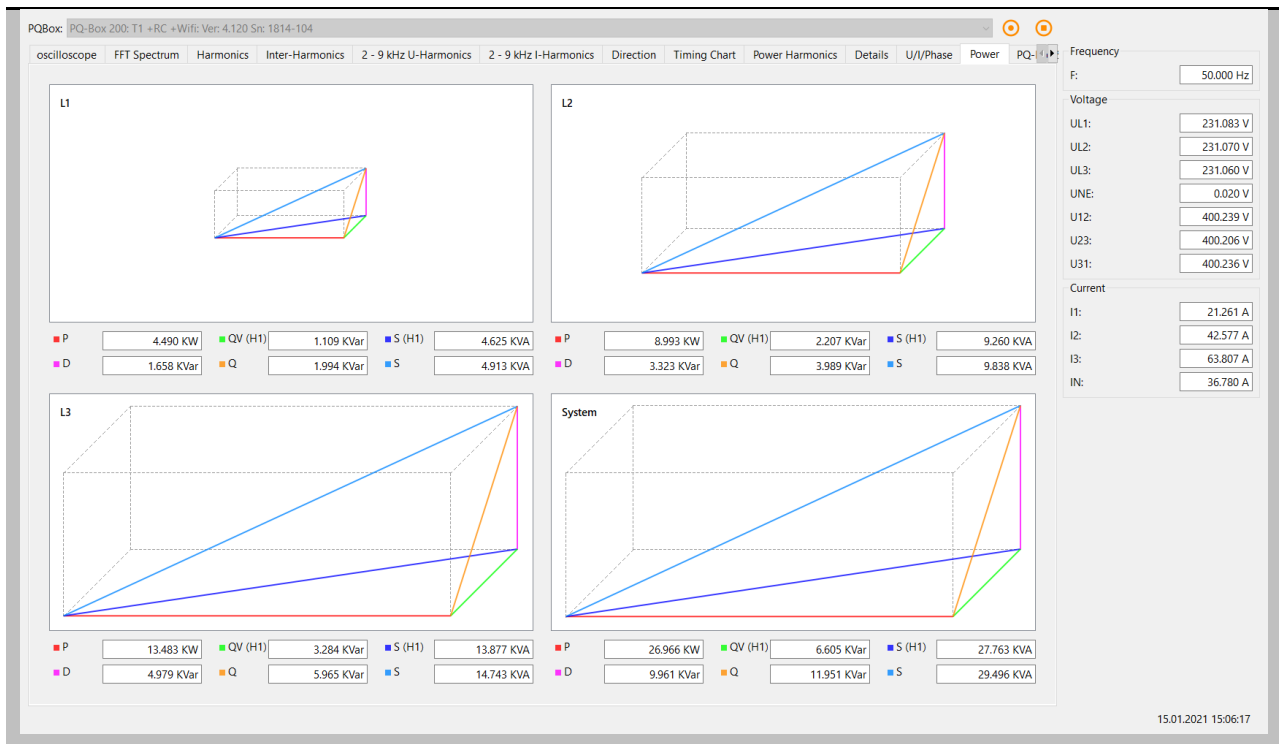 PQBox: PQ-Box 200: T1 +RC +Wifi: Ver: 4.120 Sn: 1814-104
oscilloscope FFT Spectrum Harmonics Inter-Harmonics 2 - 9 kHz U-Harmonics 2 - 9 kHz I-Harmonics Direction Timing Chart Power Harmonics Details U/I/Phase Power
L1
P 4.490 KW QV (H1) 1.109 KVar S (H1) 4.625 KVA
D 1.658 KVar Q 1.994 KVar S 4.913 KVA
L2
P 8.993 KW QV (H1) 2.207 KVar S (H1) 9.260 KVA
D 3.323 KVar Q 3.989 KVar S 9.838 KVA
L3
P 13.483 KW QV (H1) 3.284 KVar S (H1) 13.877 KVA
D 4.979 KVar Q 5.965 KVar S 14.743 KVA
System
P 26.966 KW QV (H1) 6.605 KVar S (H1) 27.763 KVA
D 9.961 KVar Q 11.951 KVar S 29.496 KVA
Frequency
F: 50.000 Hz
Voltage
UL1: 231.083 V
UL2: 231.070 V
UL3: 231.060 V
UNE: 0.020 V
U12: 400.239 V
U23: 400.206 V
U31: 400.236 V
Current
I1: 21.261 A
I2: 42.577 A
I3: 63.807 A
IN: 36.780 A
15.01.2021 15:06:17